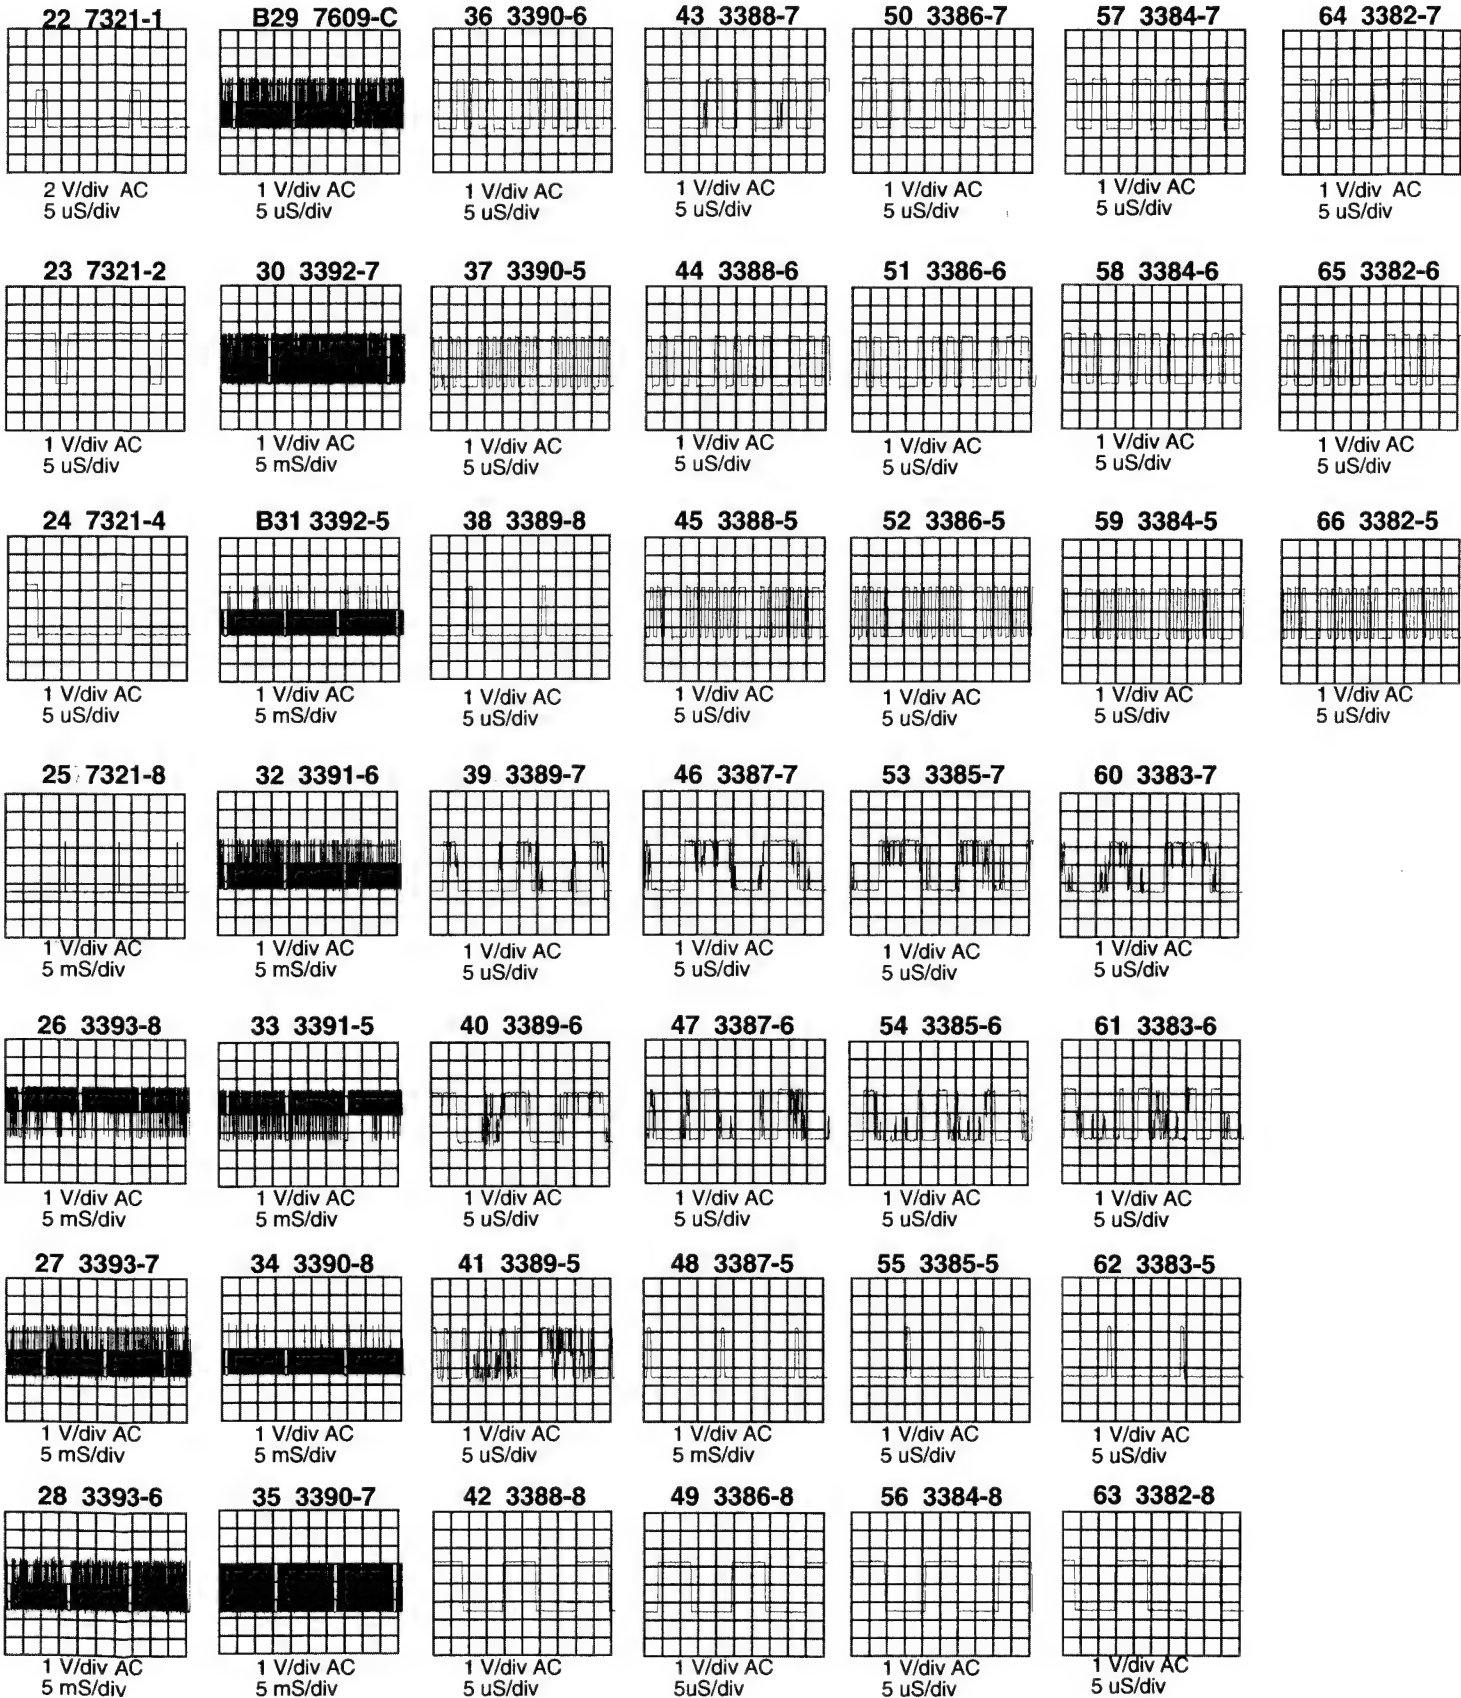 22 7321-1
B29 7609-C
36 3390-6
43 3388-7
50 3386-7
57 3384-7
64 3382-7
2 V/div AC
5 uS/div
1 V/div AC
5 uS/div
1 V/div AC
5 uS/div
1 V/div AC
5 uS/div
1 V/div AC
5 uS/div
1 V/div AC
5 uS/div
1 V/div AC
5 uS/div
23 7321-2
30 3392-7
37 3390-5
44 3388-6
51 3386-6
58 3384-6
65 3382-6
1 V/div AC
5 uS/div
1 V/div AC
5 mS/div
1 V/div AC
5 uS/div
1 V/div AC
5 uS/div
1 V/div AC
5 uS/div
1 V/div AC
5 uS/div
1 V/div AC
5 uS/div
24 7321-4
B31 3392-5
38 3389-8
45 3388-5
52 3386-5
59 3384-5
66 3382-5
1 V/div AC
5 uS/div
1 V/div AC
5 mS/div
1 V/div AC
5 uS/div
1 V/div AC
5 uS/div
1 V/div AC
5 uS/div
1 V/div AC
5 uS/div
1 V/div AC
5 uS/div
25 7321-8
32 3391-6
39 3389-7
46 3387-7
53 3385-7
60 3383-7
1 V/div AC
5 mS/div
1 V/div AC
5 mS/div
1 V/div AC
5 uS/div
1 V/div AC
5 uS/div
1 V/div AC
5 uS/div
1 V/div AC
5 uS/div
26 3393-8
33 3391-5
40 3389-6
47 3387-6
54 3385-6
61 3383-6
1 V/div AC
5 mS/div
1 V/div AC
5 mS/div
1 V/div AC
5 uS/div
1 V/div AC
5 uS/div
1 V/div AC
5 uS/div
1 V/div AC
5 uS/div
27 3393-7
34 3390-8
41 3389-5
48 3387-5
55 3385-5
62 3383-5
1 V/div AC
5 mS/div
1 V/div AC
5 mS/div
1 V/div AC
5 uS/div
1 V/div AC
5 mS/div
1 V/div AC
5 uS/div
1 V/div AC
5 uS/div
28 3393-6
35 3390-7
42 3388-8
49 3386-8
56 3384-8
63 3382-8
1 V/div AC
5 mS/div
1 V/div AC
5 mS/div
1 V/div AC
5 uS/div
1 V/div AC
5uS/div
1 V/div AC
5 uS/div
1 V/div AC
5 uS/div